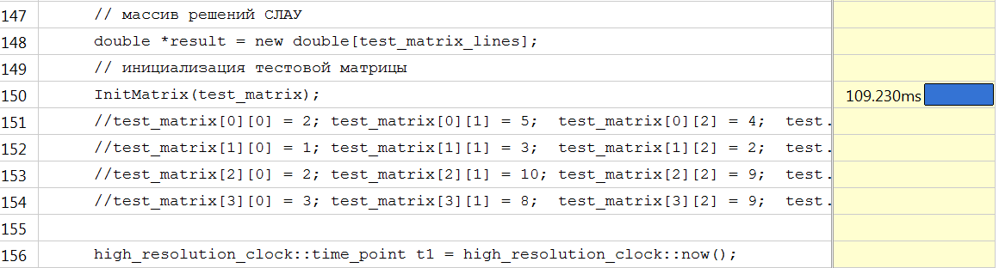 147 // массив решений СЛАУ
148 double *result = new double[test_matrix_lines];
149 // инициализация тестовой матрицы
150 InitMatrix(test_matrix); 109.230ms
151 //test_matrix[0][0] = 2; test_matrix[0][1] = 5;  test_matrix[0][2] = 4;  test.
152 //test_matrix[1][0] = 1; test_matrix[1][1] = 3;  test_matrix[1][2] = 2;  test.
153 //test_matrix[2][0] = 2; test_matrix[2][1] = 10; test_matrix[2][2] = 9;  test.
154 //test_matrix[3][0] = 3; test_matrix[3][1] = 8;  test_matrix[3][2] = 9;  test.
155
156 high_resolution_clock::time_point t1 = high_resolution_clock::now();